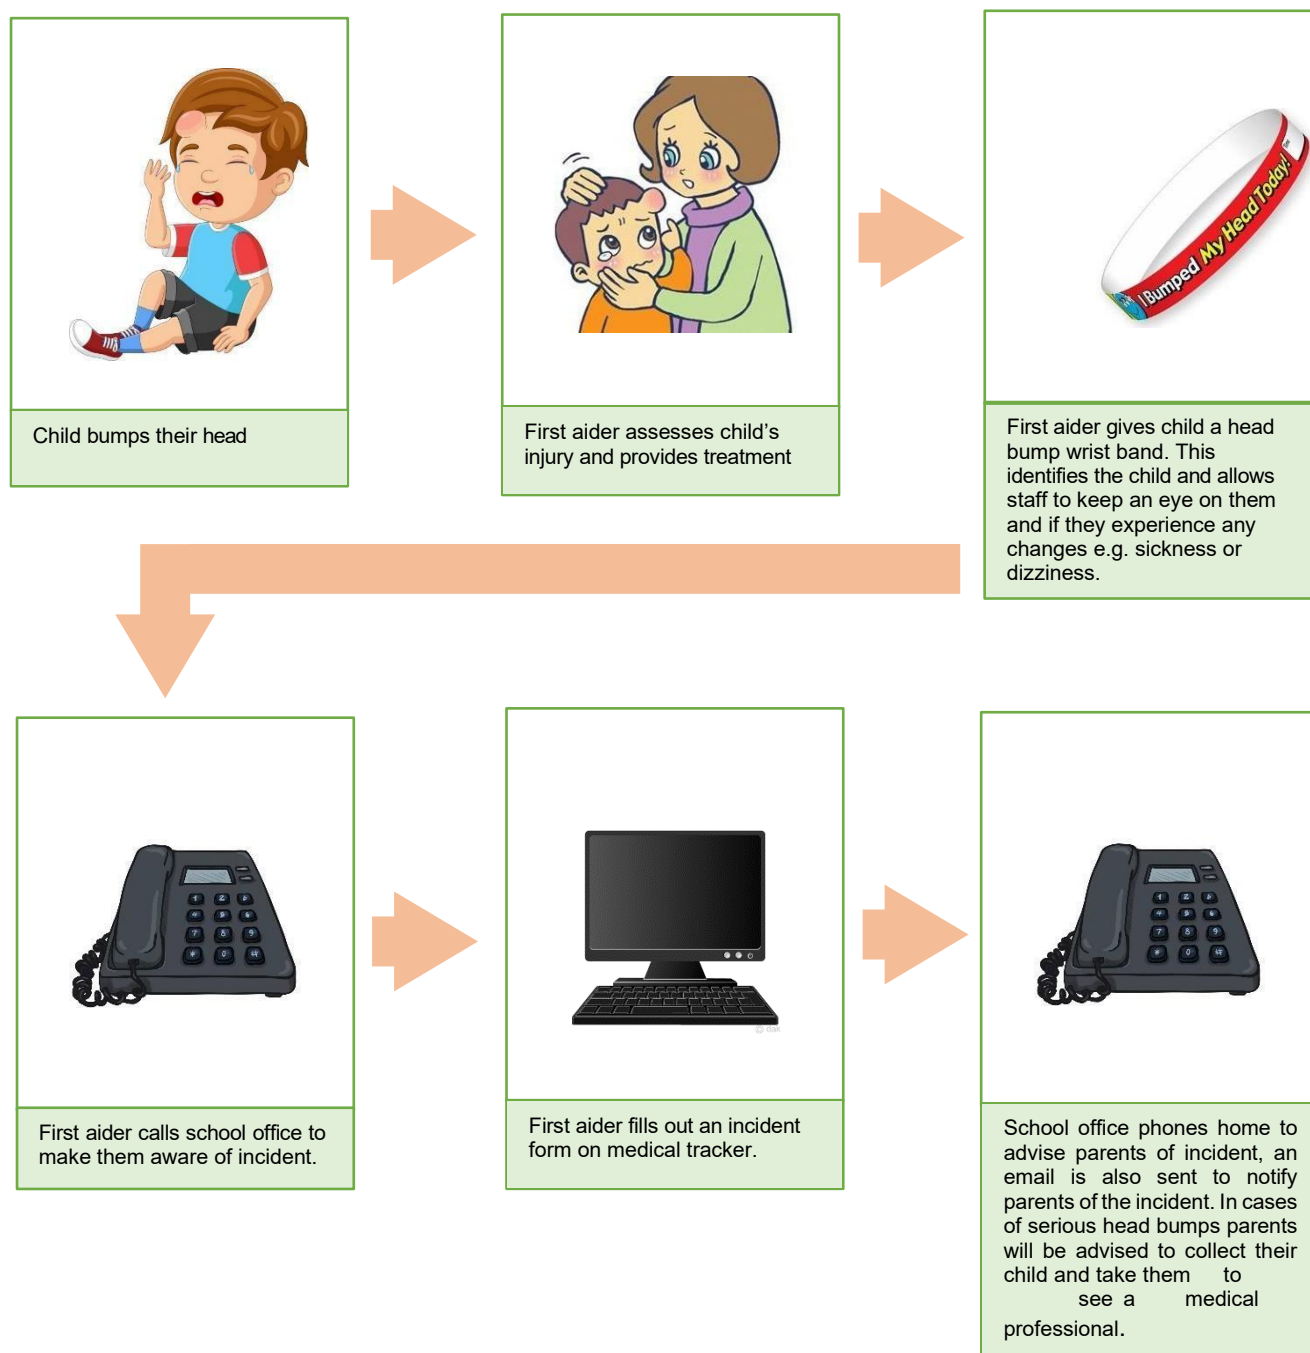 I Bumped My Head Today!
Child bumps their head
First aider assesses child's
injury and provides treatment
First aider gives child a head
bump wrist band. This
identifies the child and allows
staff to keep an eye on them
and if they experience any
changes e.g. sickness or
dizziness.
First aider calls school office to
make them aware of incident.
First aider fills out an incident
form on medical tracker.
School office phones home to
advise parents of incident, an
email is also sent to notify
parents of the incident. In cases
of serious head bumps parents
will be advised to collect their
child and take them to
see a medical
professional.